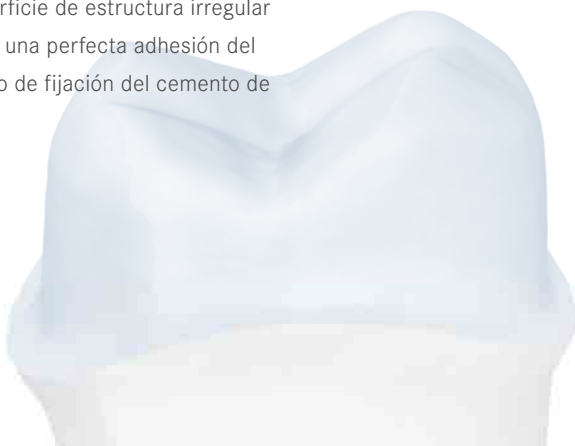 rficie de estructura irregular
una perfecta adhesión del
o de fijación del cemento de